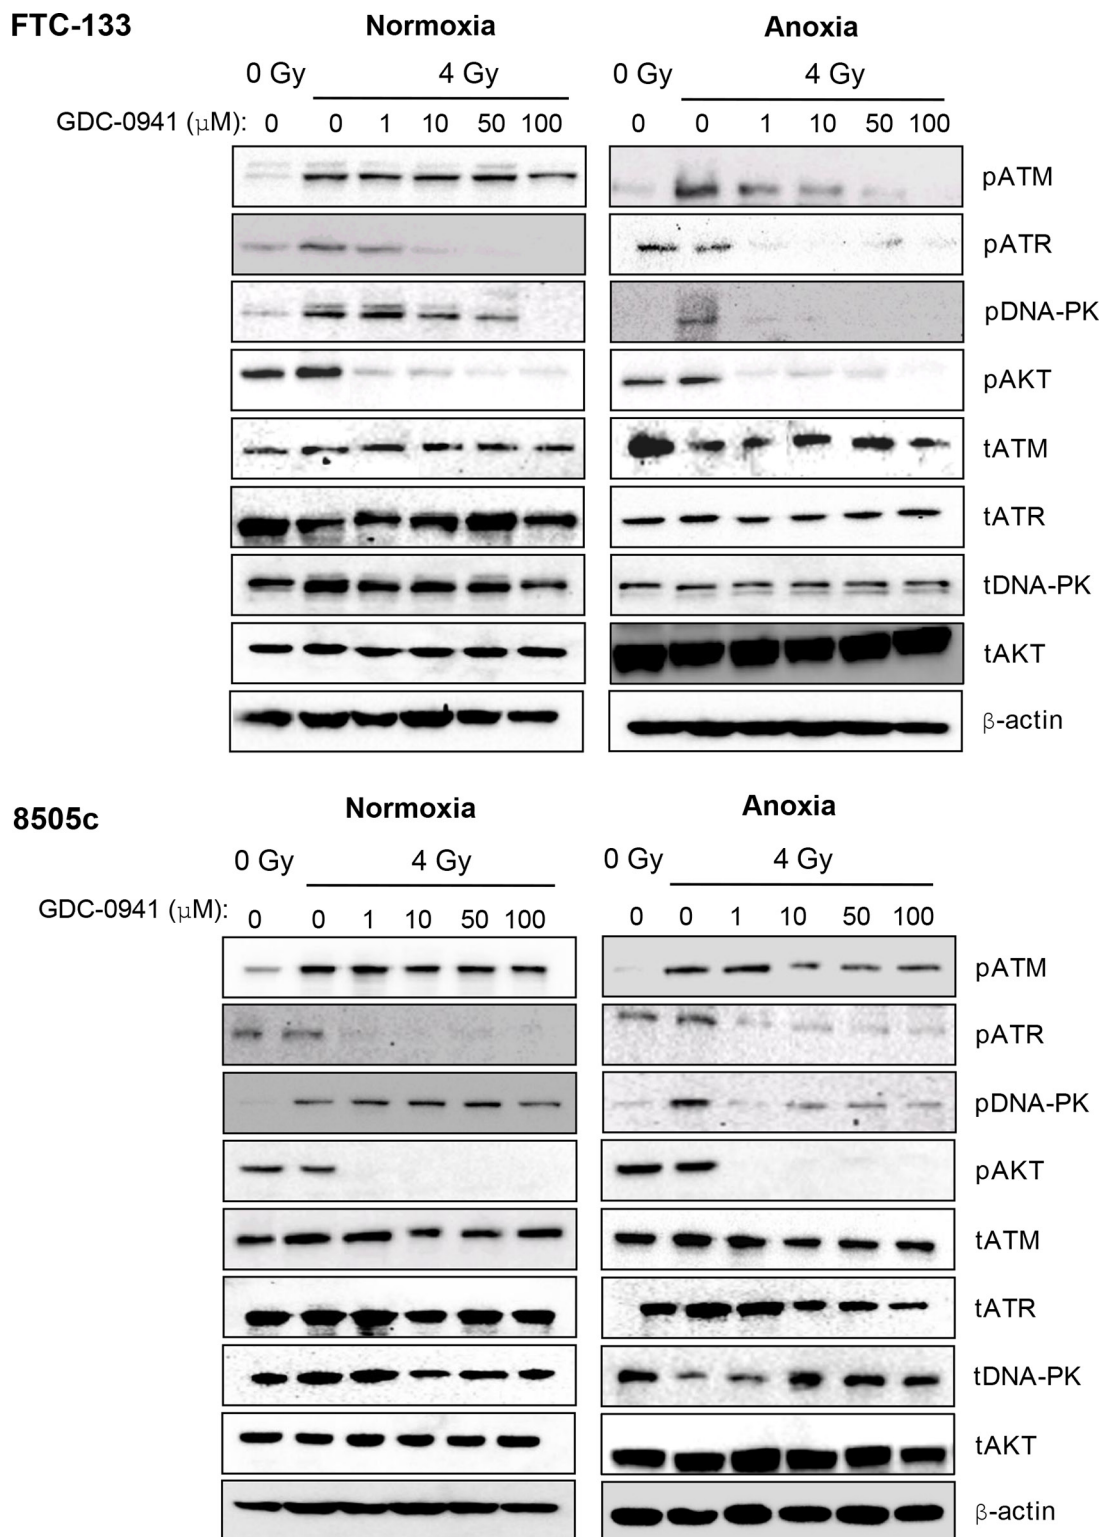 FTC-133
Normoxia
Anoxia
0 Gy 4 Gy 0 Gy 4 Gy
GDC-0941 (μM): 0 0 1 10 50 100 0 0 1 10 50 100
pATM
pATR
pDNA-PK
pAKT
tATM
tATR
tDNA-PK
tAKT
β-actin
8505c
Normoxia
Anoxia
0 Gy 4 Gy 0 Gy 4 Gy
GDC-0941 (μM): 0 0 1 10 50 100 0 0 1 10 50 100
pATM
pATR
pDNA-PK
pAKT
tATM
tATR
tDNA-PK
tAKT
β-actin